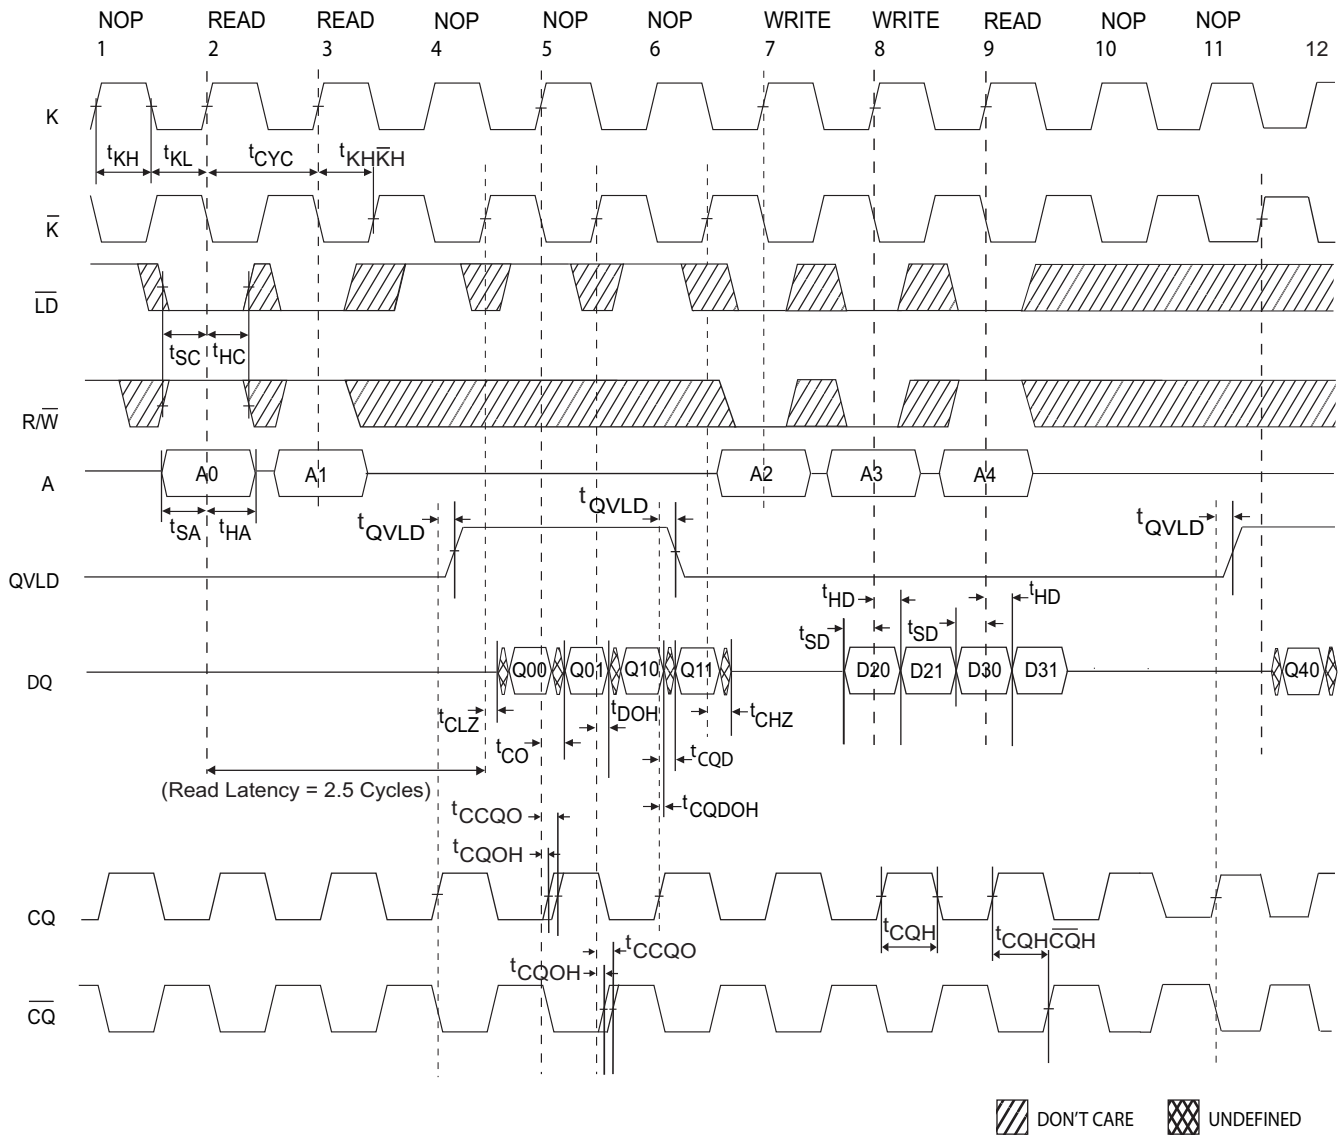 NOP READ READ NOP NOP NOP WRITE WRITE READ NOP NOP
1 2 3 4 5 6 7 8 9 10 11 12
K
tKH tKL tCYC tKHK̅H
K̅
L̅D̅
tSC tHC
R/W̅
A A0 A1 A2 A3 A4
tSA tHA tQVLD tQVLD tQVLD
QVLD
tHD tHD
tSD tSD
DQ Q00 Q01 Q10 Q11 D20 D21 D30 D31 Q40
tCLZ tDOH tCHZ
tCO tCQD
(Read Latency = 2.5 Cycles)
tCQDOH
tCCQO
tCQOH
CQ
tCQH tCQHC̅Q̅H
tCCQO
tCQOH
C̅Q̅
DON'T CARE UNDEFINED